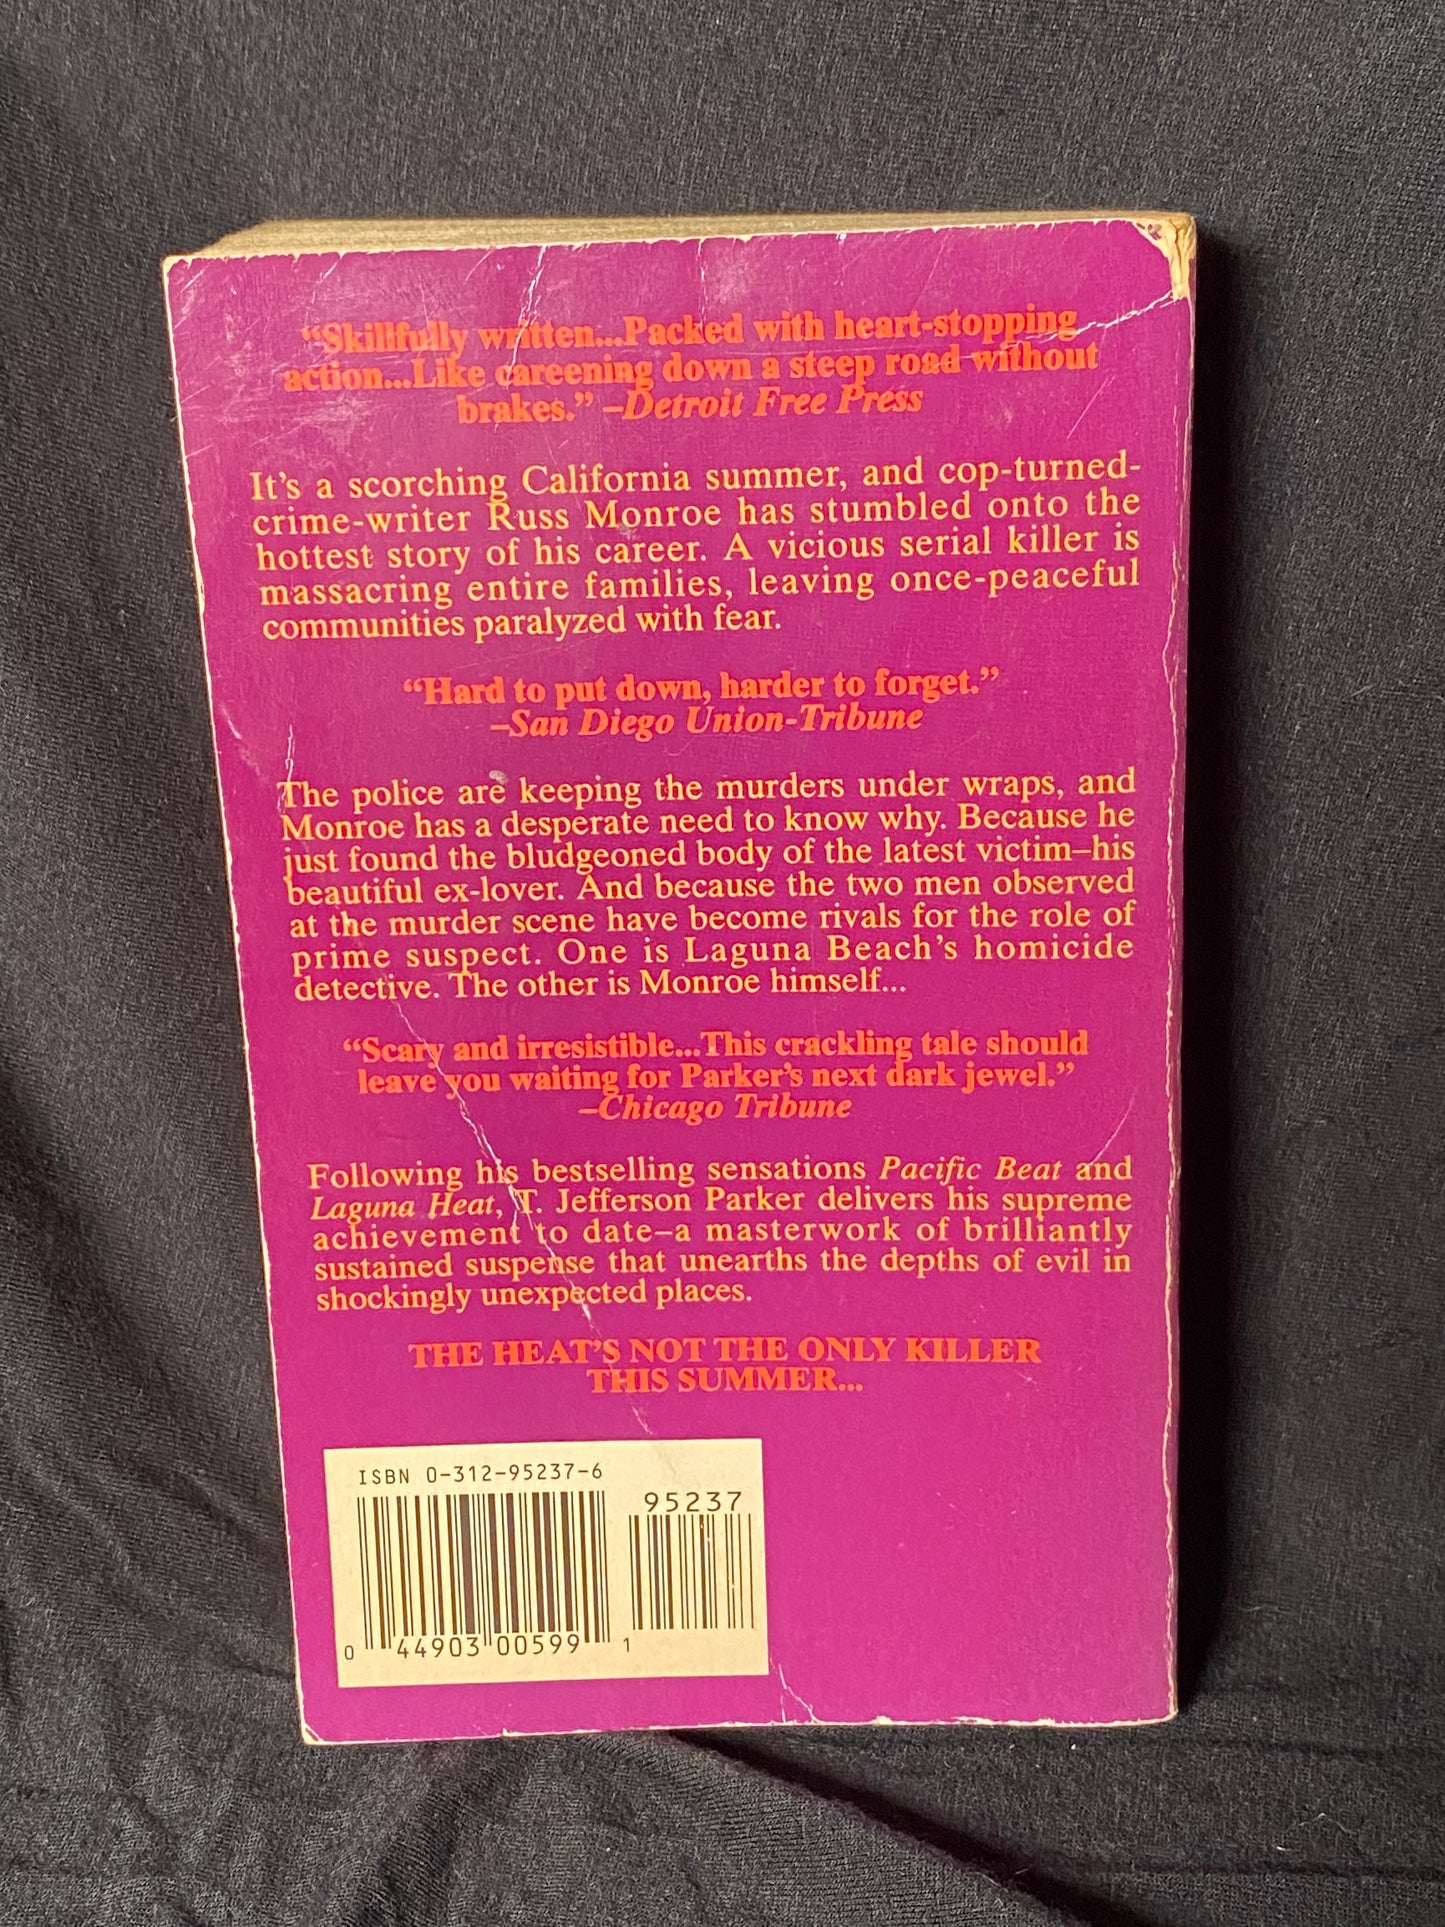 “Skillfully written...Packed with heart-stopping
action...Like careening down a steep road without
brakes.” –Detroit Free Press
It's a scorching California summer, and cop-turned-
crime-writer Russ Monroe has stumbled onto the
hottest story of his career. A vicious serial killer is
massacring entire families, leaving once-peaceful
communities paralyzed with fear.
“Hard to put down, harder to forget.”
–San Diego Union-Tribune
The police are keeping the murders under wraps, and
Monroe has a desperate need to know why. Because he
just found the bludgeoned body of the latest victim–his
beautiful ex-lover. And because the two men observed
at the murder scene have become rivals for the role of
prime suspect. One is Laguna Beach's homicide
detective. The other is Monroe himself...
“Scary and irresistible...This crackling tale should
leave you waiting for Parker's next dark jewel.”
–Chicago Tribune
Following his bestselling sensations Pacific Beat and
Laguna Heat, T. Jefferson Parker delivers his supreme
achievement to date–a masterwork of brilliantly
sustained suspense that unearths the depths of evil in
shockingly unexpected places.
THE HEAT'S NOT THE ONLY KILLER
THIS SUMMER...
ISBN 0-312-95237-6
95237
0 44903 00599 1